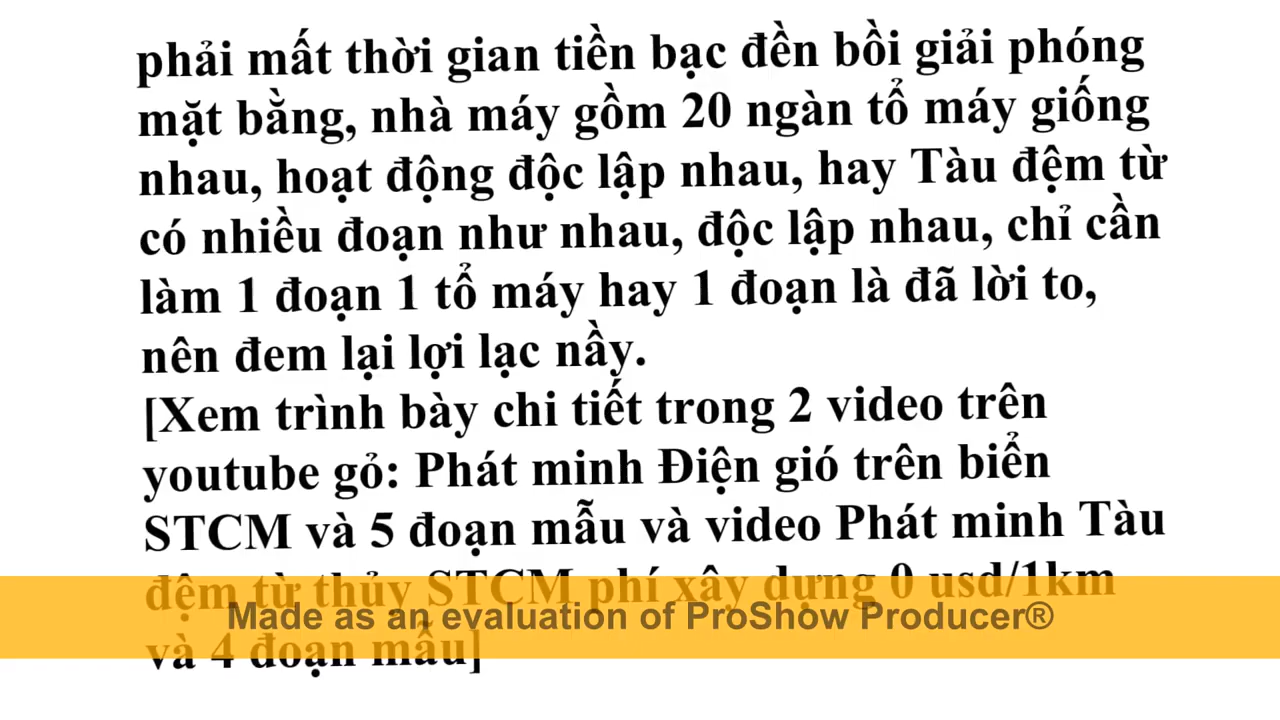 phải mất thời gian tiền bạc đền bồi giải phóng
mặt bằng, nhà máy gồm 20 ngàn tổ máy giống
nhau, hoạt động độc lập nhau, hay Tàu đệm từ
có nhiều đoạn như nhau, độc lập nhau, chỉ cần
làm 1 đoạn 1 tổ máy hay 1 đoạn là đã lời to,
nên đem lại lợi lạc nầy.
[Xem trình bày chi tiết trong 2 video trên
youtube gỏ: Phát minh Điện gió trên biển
STCM và 5 đoạn mẫu và video Phát minh Tàu
đệm từ thủy STCM phí xây dựng 0 usd/1km
Made as an evaluation of ProShow Producer®
và 4 đoạn mẫu]